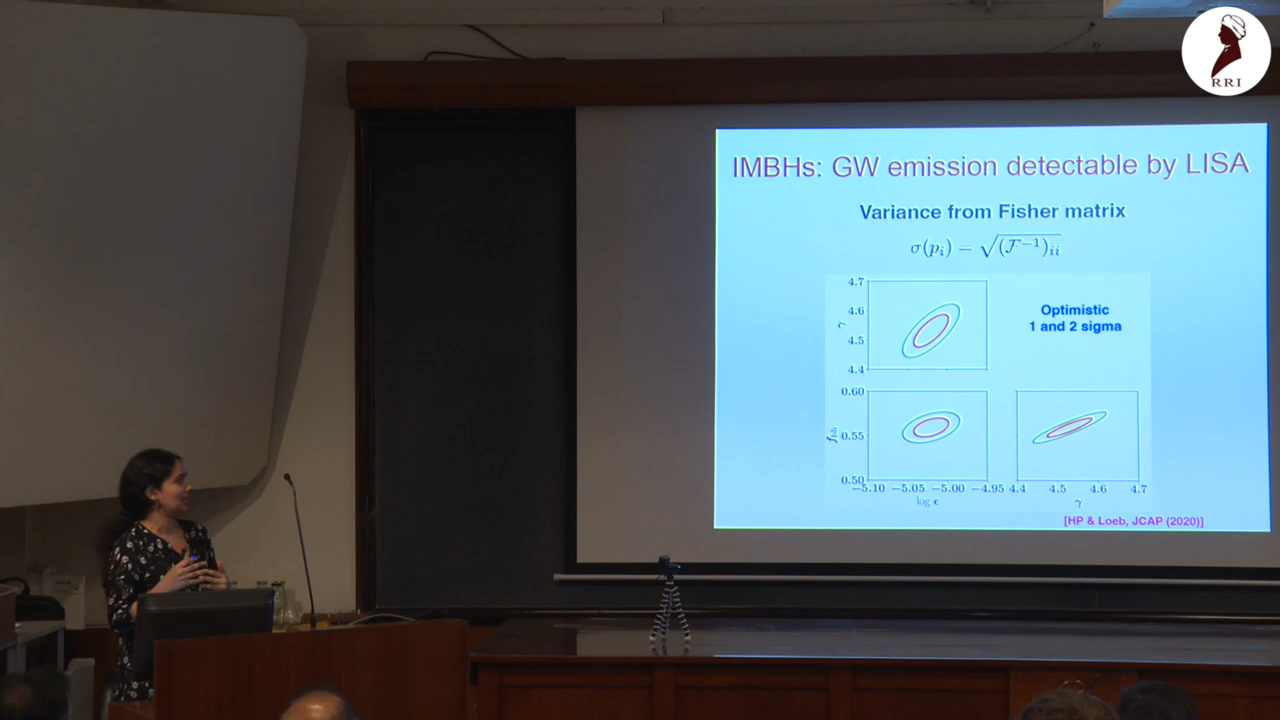 RRI
IMBHs: GW emission detectable by LISA
Variance from Fisher matrix
σ(p_i) = √(F^{-1})_{ii}
4.7
4.6
γ
4.5
4.4
Optimistic
1 and 2 sigma
0.60
f_bh
0.55
0.50
−5.10 −5.05 −5.00 −4.95 4.4 4.5 4.6 4.7
log ϵ γ
[HP & Loeb, JCAP (2020)]